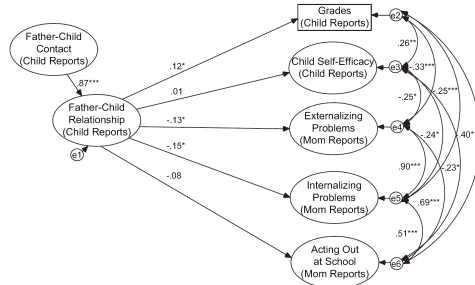 Grades
(Child Reports)
e2
Father-Child
Contact
(Child Reports)
.26**
Child Self-Efficacy
(Child Reports)
e3
-.33***
.12*
.87***
-.25***
.01
-.25*
Father-Child
Relationship
(Child Reports)
e1
-.13*
Externalizing
Problems
(Mom Reports)
e4
-.24*
-.40**
-.15*
.90***
-.23*
-.08
Internalizing
Problems
(Mom Reports)
e5
.69***
.51***
Acting Out
at School
(Mom Reports)
e6